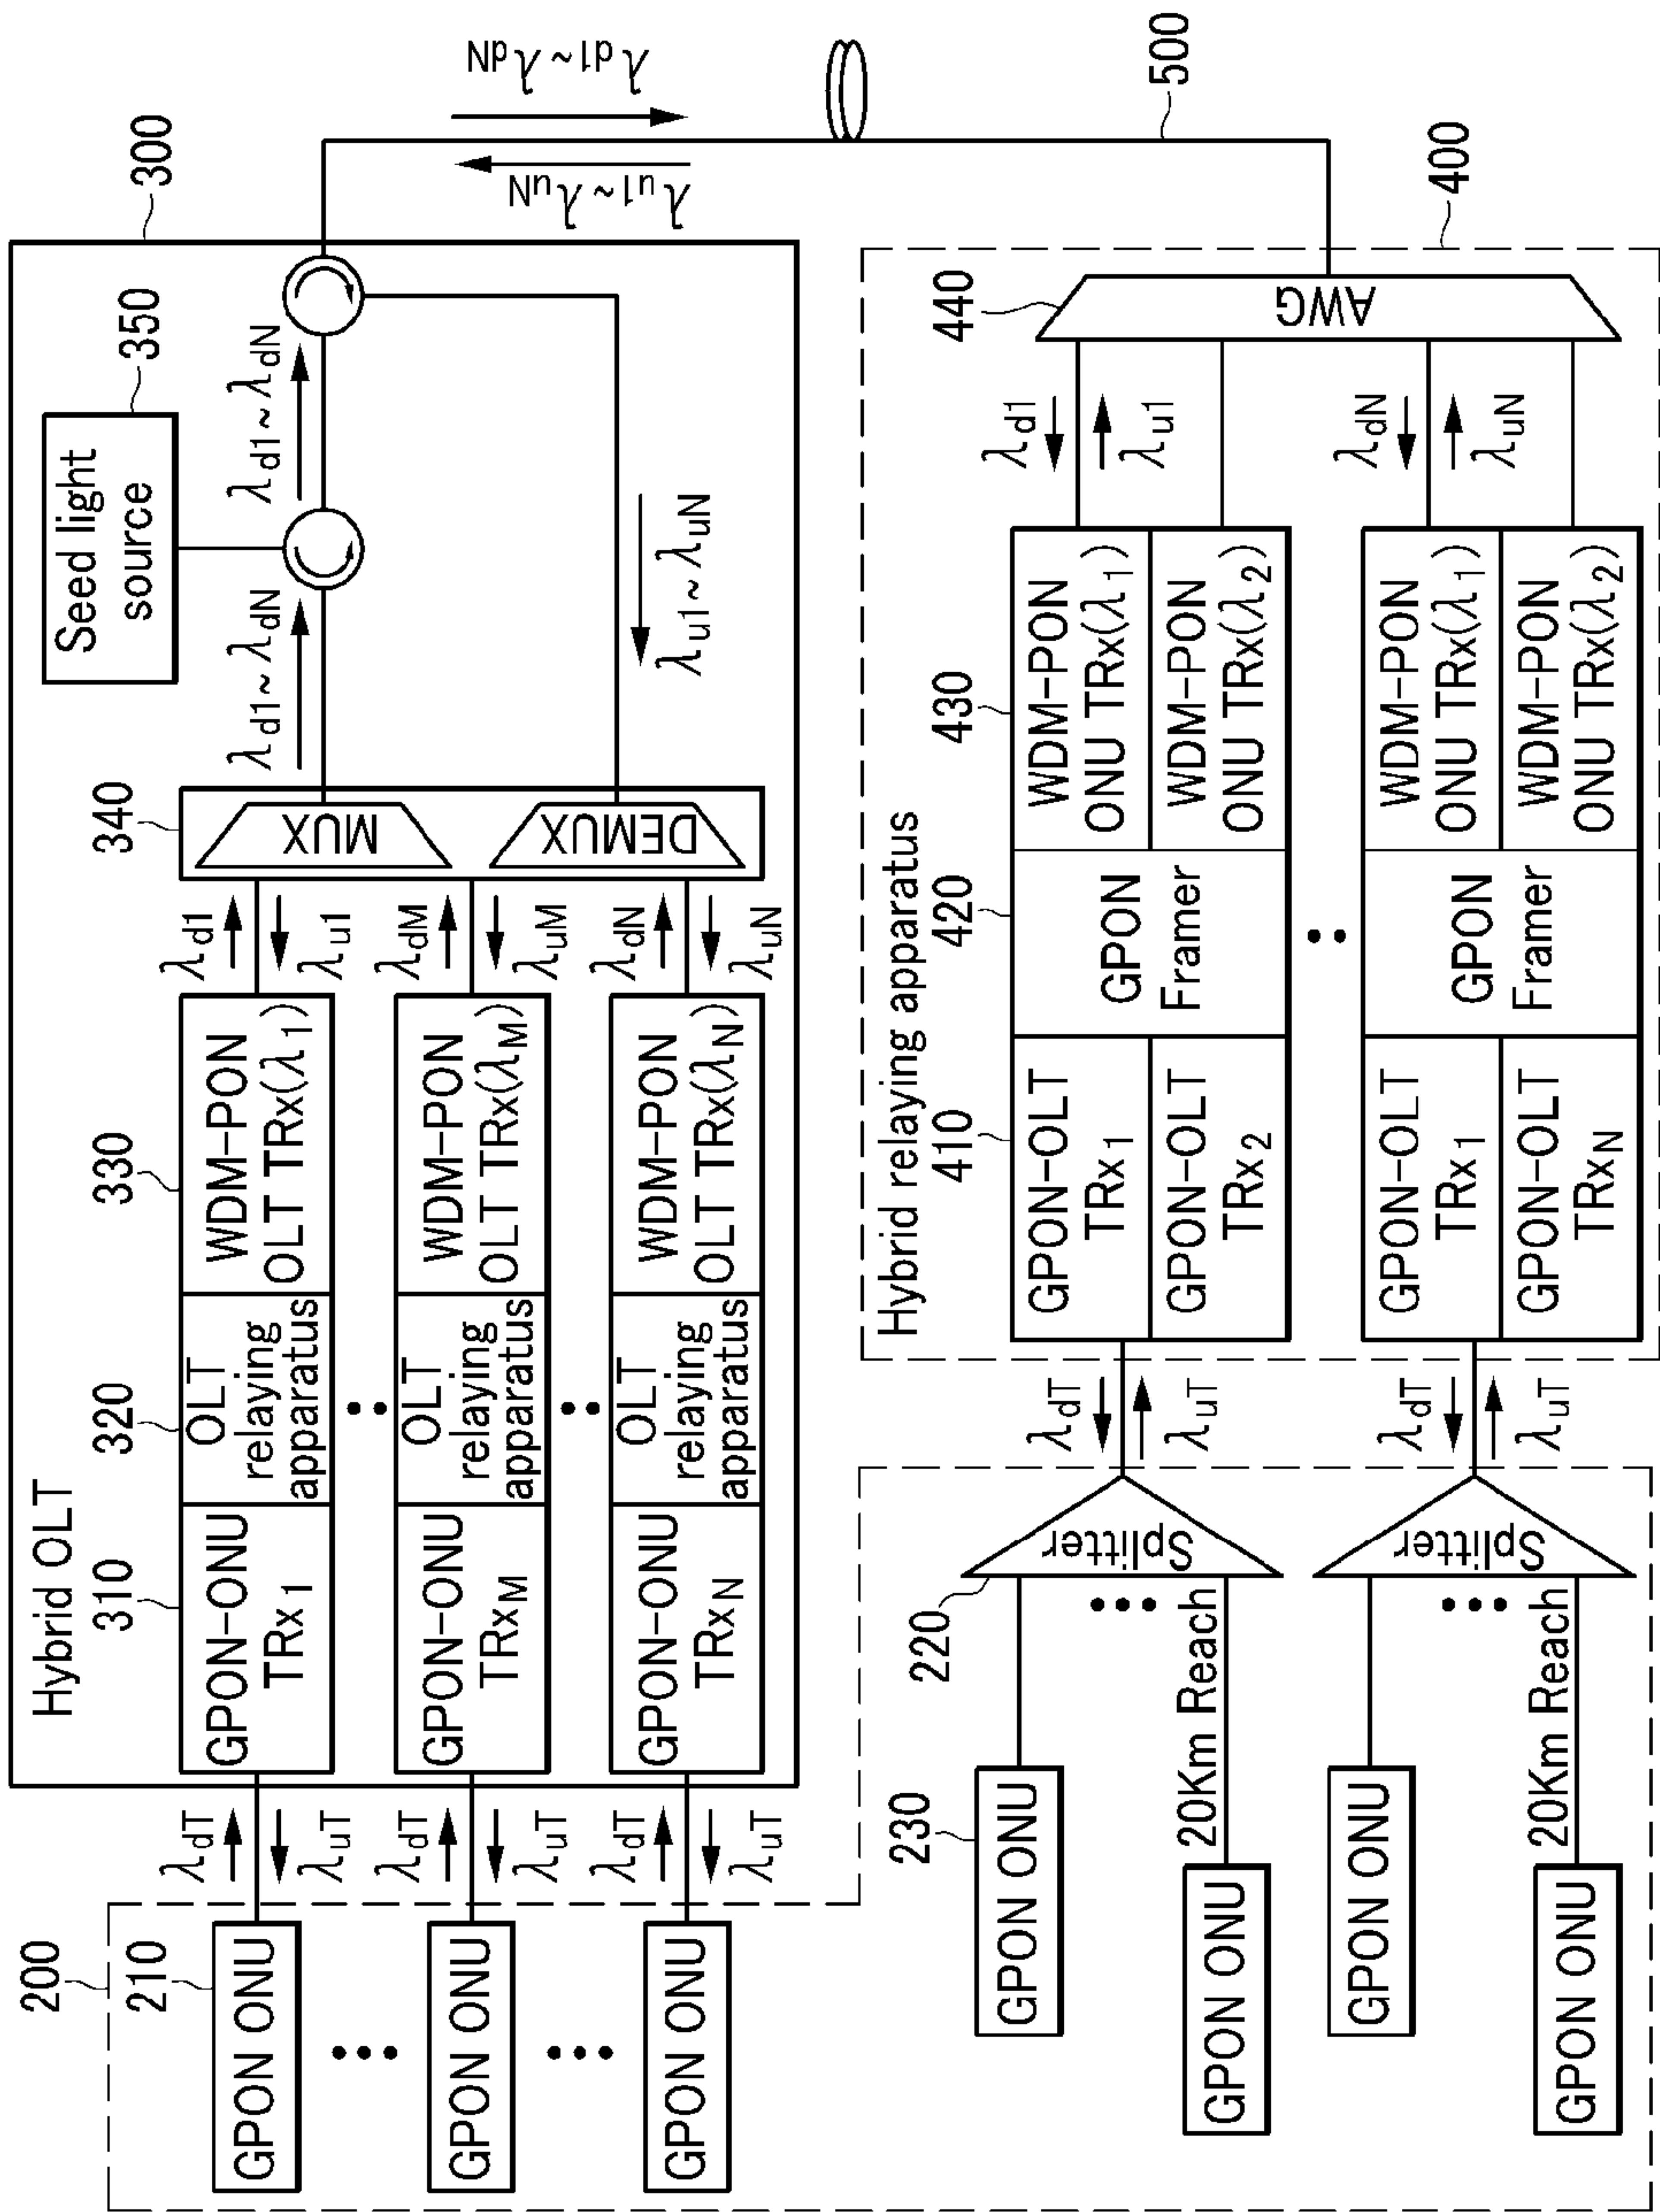 200
210
GPON ONU
GPON ONU
GPON ONU
λdT
λuT
λdT
λuT
λdT
λuT
Hybrid OLT
300
310
320
330
340
350
GPON-ONU
TRx1
OLT
relaying
apparatus
WDM-PON
OLT TRx(λ1)
GPON-ONU
TRxM
OLT
relaying
apparatus
WDM-PON
OLT TRx(λM)
GPON-ONU
TRxN
OLT
relaying
apparatus
WDM-PON
OLT TRx(λN)
λd1
λu1
λdM
λuM
λdN
λuN
MUX
DEMUX
Seed light
source
λd1~λdN
λd1~λdN
λu1~λuN
λd1~λdN
λu1~λuN
500
230
220
GPON ONU
GPON ONU
20Km Reach
Splitter
GPON ONU
GPON ONU
20Km Reach
Splitter
λdT
λuT
λdT
λuT
Hybrid relaying apparatus
400
410
420
430
440
GPON-OLT
TRx1
GPON-OLT
TRx2
GPON
Framer
WDM-PON
ONU TRx(λ1)
WDM-PON
ONU TRx(λ2)
GPON-OLT
TRx1
GPON-OLT
TRxN
GPON
Framer
WDM-PON
ONU TRx(λ1)
WDM-PON
ONU TRx(λ2)
λd1
λu1
λdN
λuN
AWG